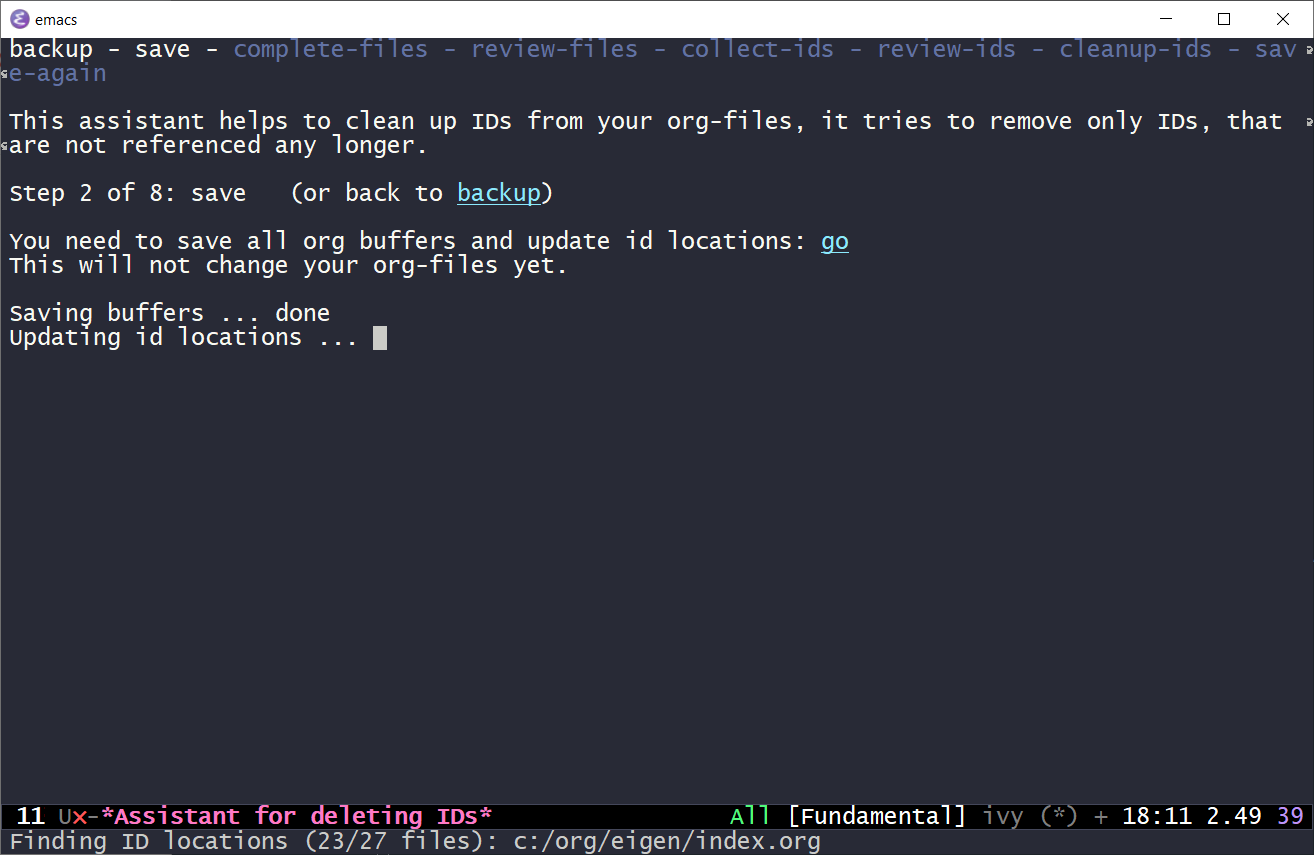 emacs
backup - save - complete-files - review-files - collect-ids - review-ids - cleanup-ids - sav
e-again
This assistant helps to clean up IDs from your org-files, it tries to remove only IDs, that
are not referenced any longer.
Step 2 of 8: save   (or back to backup)
You need to save all org buffers and update id locations: go
This will not change your org-files yet.
Saving buffers ... done
Updating id locations ...
11 U×-*Assistant for deleting IDs* All [Fundamental] ivy (*) + 18:11 2.49 39
Finding ID locations (23/27 files): c:/org/eigen/index.org